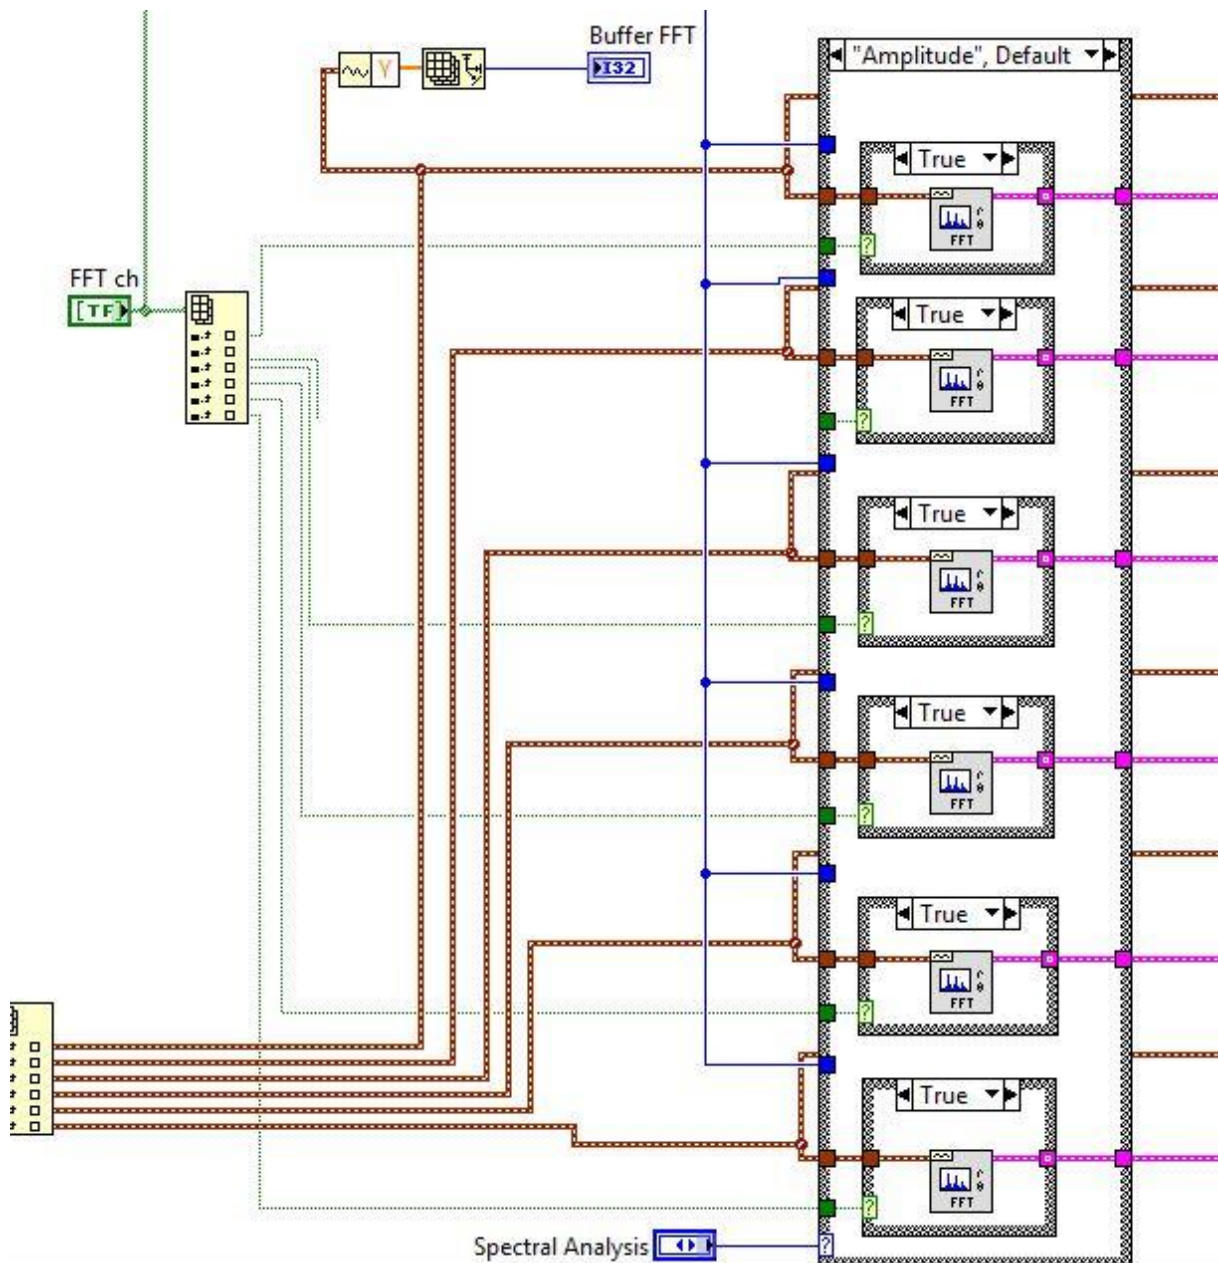 Buffer FFT
I32
Y
"Amplitude", Default
True
FFT
FFT ch
TF
True
FFT
True
FFT
True
FFT
True
FFT
True
FFT
Spectral Analysis